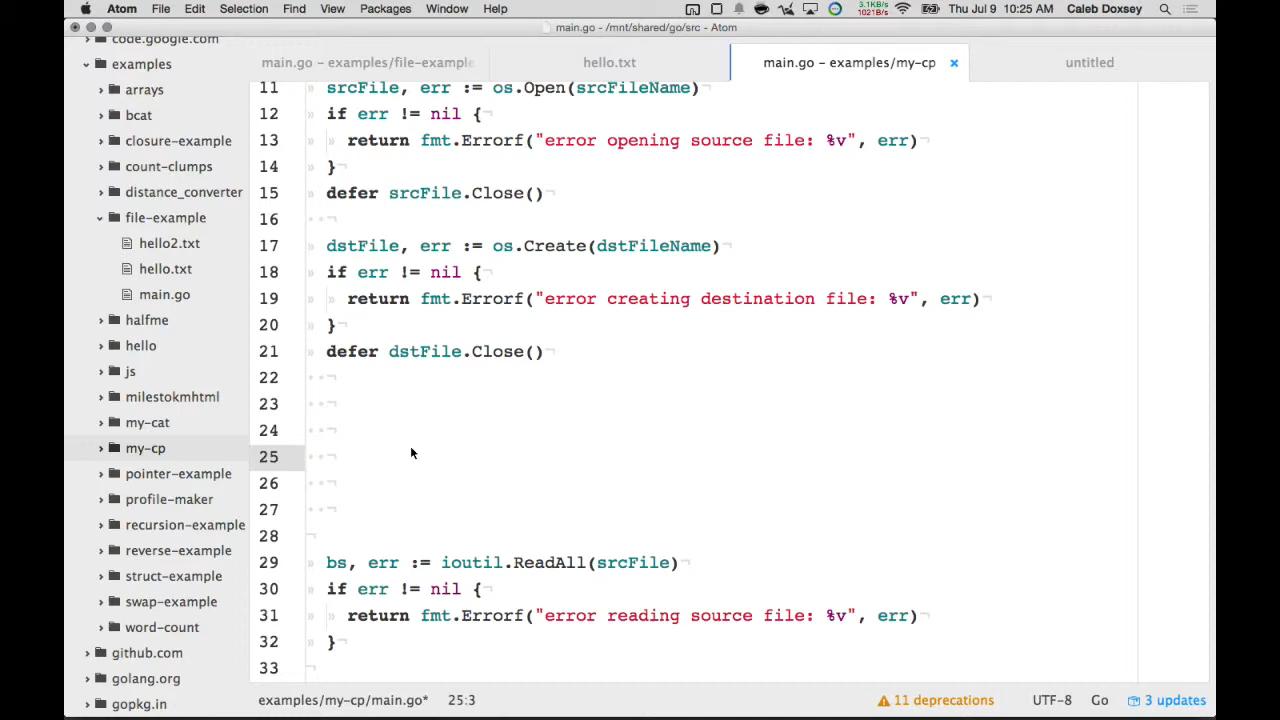 Atom File Edit Selection Find View Packages Window Help 3.1KB/s 1021B/s Thu Jul 9 10:25 AM Caleb Doxsey
main.go - /mnt/shared/go/src - Atom
code.google.com
examples
arrays
bcat
closure-example
count-clumps
distance_converter
file-example
hello2.txt
hello.txt
main.go
halfme
hello
js
milestokmhtml
my-cat
my-cp
pointer-example
profile-maker
recursion-example
reverse-example
struct-example
swap-example
word-count
github.com
golang.org
gopkg.in
main.go – examples/file-example
hello.txt
main.go – examples/my-cp
untitled
11 srcFile, err := os.Open(srcFileName)
12 if err != nil {
13 return fmt.Errorf("error opening source file: %v", err)
14 }
15 defer srcFile.Close()
16
17 dstFile, err := os.Create(dstFileName)
18 if err != nil {
19 return fmt.Errorf("error creating destination file: %v", err)
20 }
21 defer dstFile.Close()
22
23
24
25
26
27
28
29 bs, err := ioutil.ReadAll(srcFile)
30 if err != nil {
31 return fmt.Errorf("error reading source file: %v", err)
32 }
33
examples/my-cp/main.go* 25:3 11 deprecations UTF-8 Go 3 updates